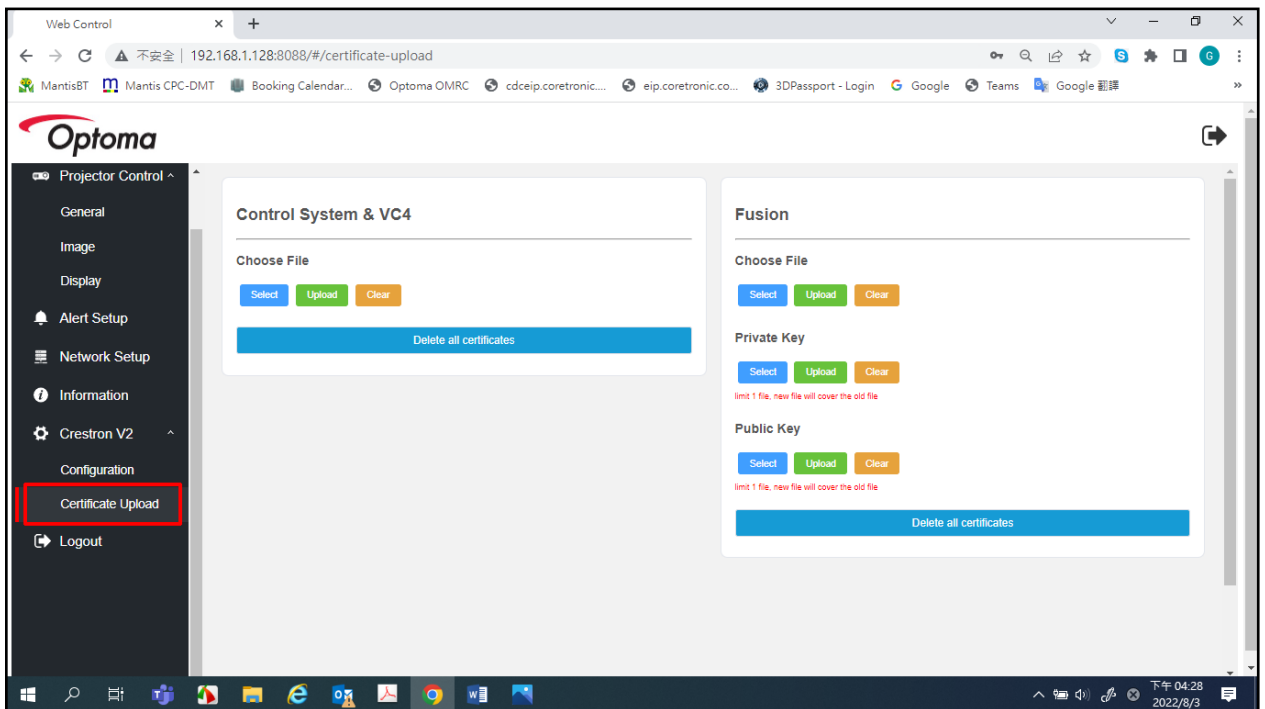 Web Control
不安全 | 192.168.1.128:8088/#/certificate-upload
G
MantisBT Mantis CPC-DMT Booking Calendar... Optoma OMRC cdceip.coretronic.... eip.coretronic.co... 3DPassport - Login Google Teams Google 翻譯 »
Optoma
Projector Control
General
Image
Display
Alert Setup
Network Setup
Information
Crestron V2
Configuration
Certificate Upload
Logout
Control System & VC4
Choose File
Select Upload Clear
Delete all certificates
Fusion
Choose File
Select Upload Clear
Private Key
Select Upload Clear
limit 1 file, new file will cover the old file
Public Key
Select Upload Clear
limit 1 file, new file will cover the old file
Delete all certificates
下午 04:28
2022/8/3